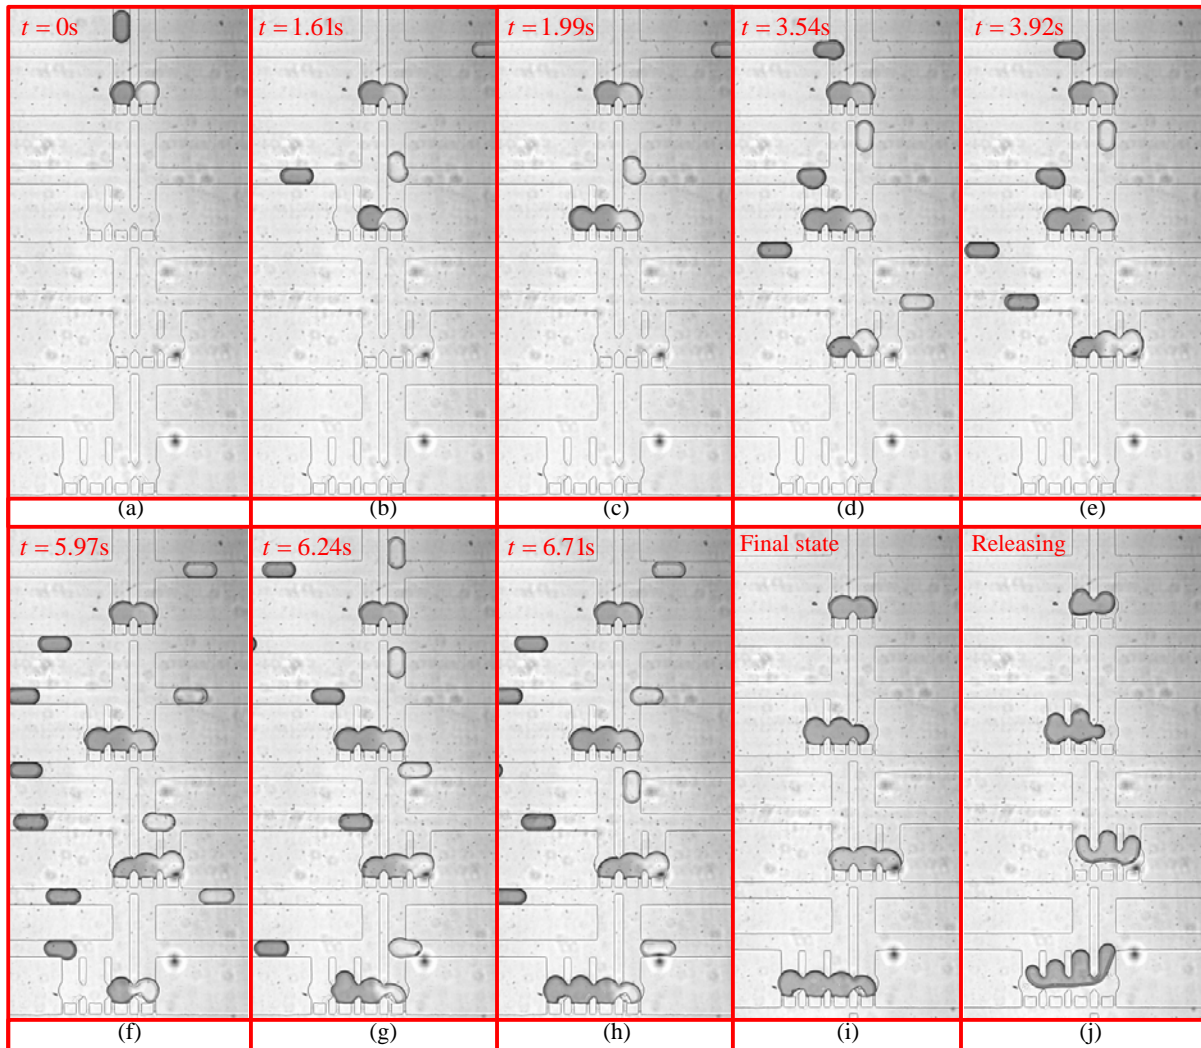 t = 0s
t = 1.61s
t = 1.99s
t = 3.54s
t = 3.92s
(a)
(b)
(c)
(d)
(e)
t = 5.97s
t = 6.24s
t = 6.71s
Final state
Releasing
(f)
(g)
(h)
(i)
(j)